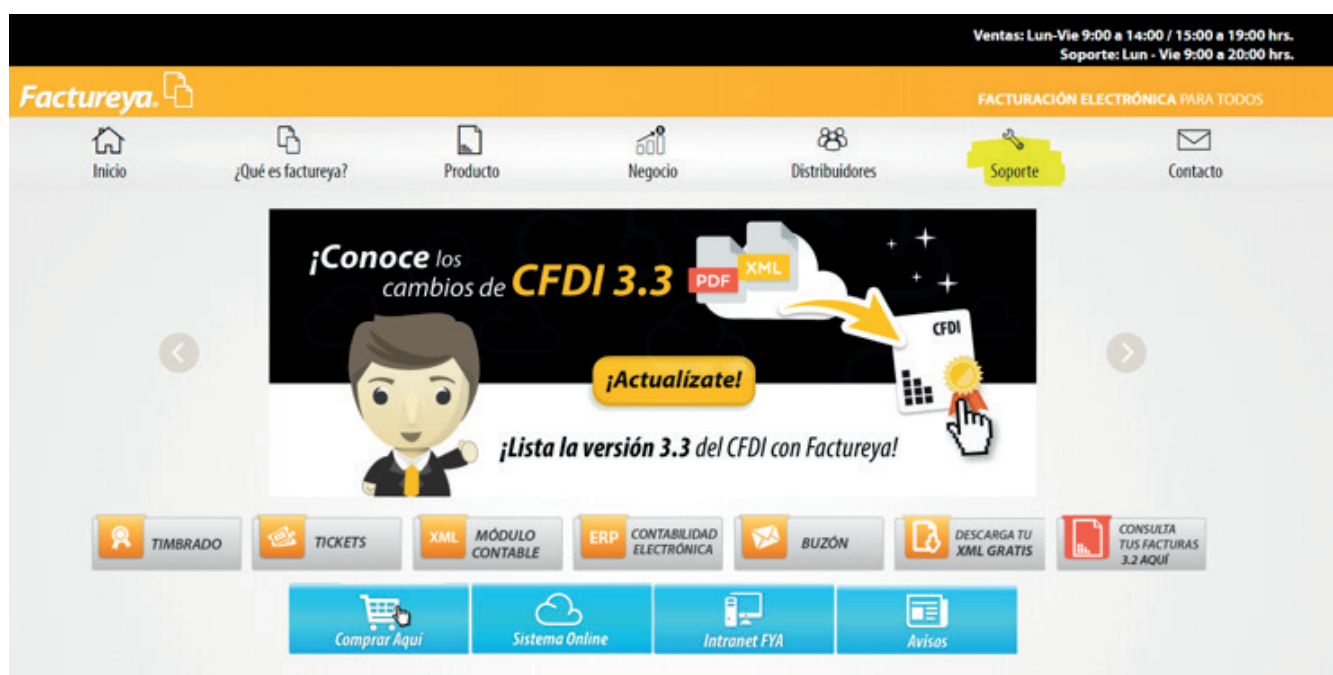 Ventas: Lun-Vie 9:00 a 14:00 / 15:00 a 19:00 hrs.
Soporte: Lun - Vie 9:00 a 20:00 hrs.
Factureya.
FACTURACIÓN ELECTRÓNICA PARA TODOS
Inicio
¿Qué es factureya?
Producto
Negocio
Distribuidores
Soporte
Contacto
¡Conoce los
cambios de CFDI 3.3
PDF
XML
CFDI
¡Actualízate!
¡Lista la versión 3.3 del CFDI con Factureya!
TIMBRADO
TICKETS
XML
MÓDULO
CONTABLE
ERP
CONTABILIDAD
ELECTRÓNICA
BUZÓN
DESCARGA TU
XML GRATIS
CONSULTA
TUS FACTURAS
3.2 AQUÍ
Comprar Aquí
Sistema Online
Intranet FYA
Avisos